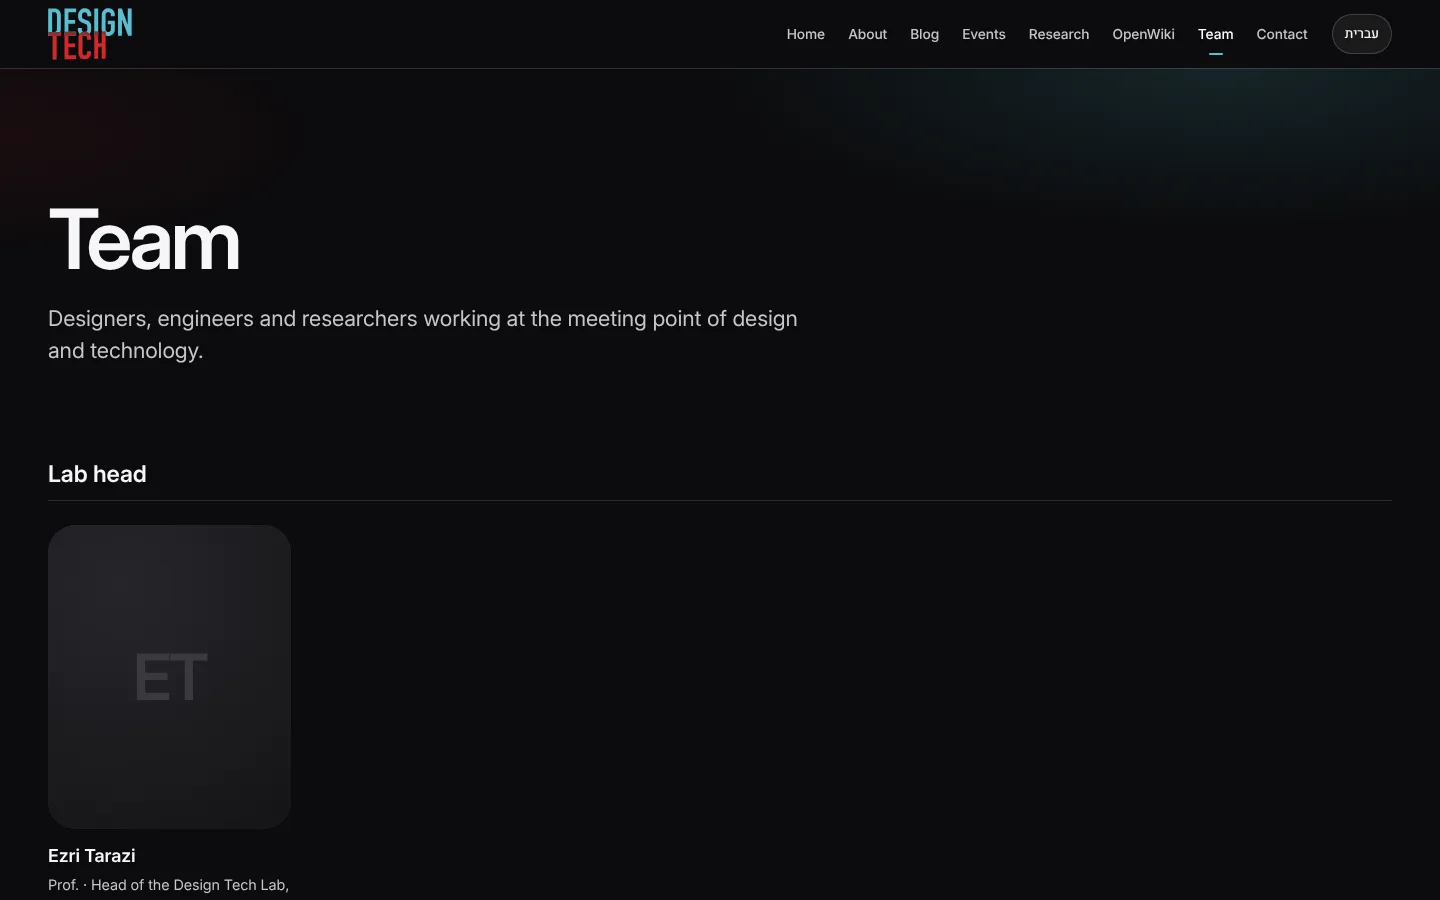 DESIGN
TECH
Home
About
Blog
Events
Research
OpenWiki
Team
Contact
עברית
Team
Designers, engineers and researchers working at the meeting point of design
and technology.
Lab head
ET
Ezri Tarazi
Prof. · Head of the Design Tech Lab,